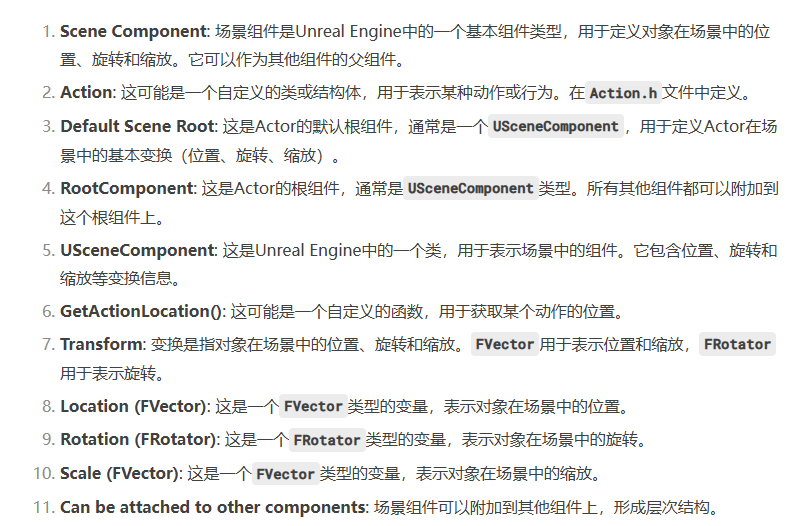 1. Scene Component: 场景组件是Unreal Engine中的一个基本组件类型，用于定义对象在场景中的位
置、旋转和缩放。它可以作为其他组件的父组件。
2. Action: 这可能是一个自定义的类或结构体，用于表示某种动作或行为。在 Action.h 文件中定义。
3. Default Scene Root: 这是Actor的默认根组件，通常是一个 USceneComponent ，用于定义Actor在场
景中的基本变换（位置、旋转、缩放）。
4. RootComponent: 这是Actor的根组件，通常是 USceneComponent 类型。所有其他组件都可以附加到
这个根组件上。
5. USceneComponent: 这是Unreal Engine中的一个类，用于表示场景中的组件。它包含位置、旋转和
缩放等变换信息。
6. GetActionLocation(): 这可能是一个自定义的函数，用于获取某个动作的位置。
7. Transform: 变换是指对象在场景中的位置、旋转和缩放。 FVector 用于表示位置和缩放， FRotator
用于表示旋转。
8. Location (FVector): 这是一个 FVector 类型的变量，表示对象在场景中的位置。
9. Rotation (FRotator): 这是一个 FRotator 类型的变量，表示对象在场景中的旋转。
10. Scale (FVector): 这是一个 FVector 类型的变量，表示对象在场景中的缩放。
11. Can be attached to other components: 场景组件可以附加到其他组件上，形成层次结构。